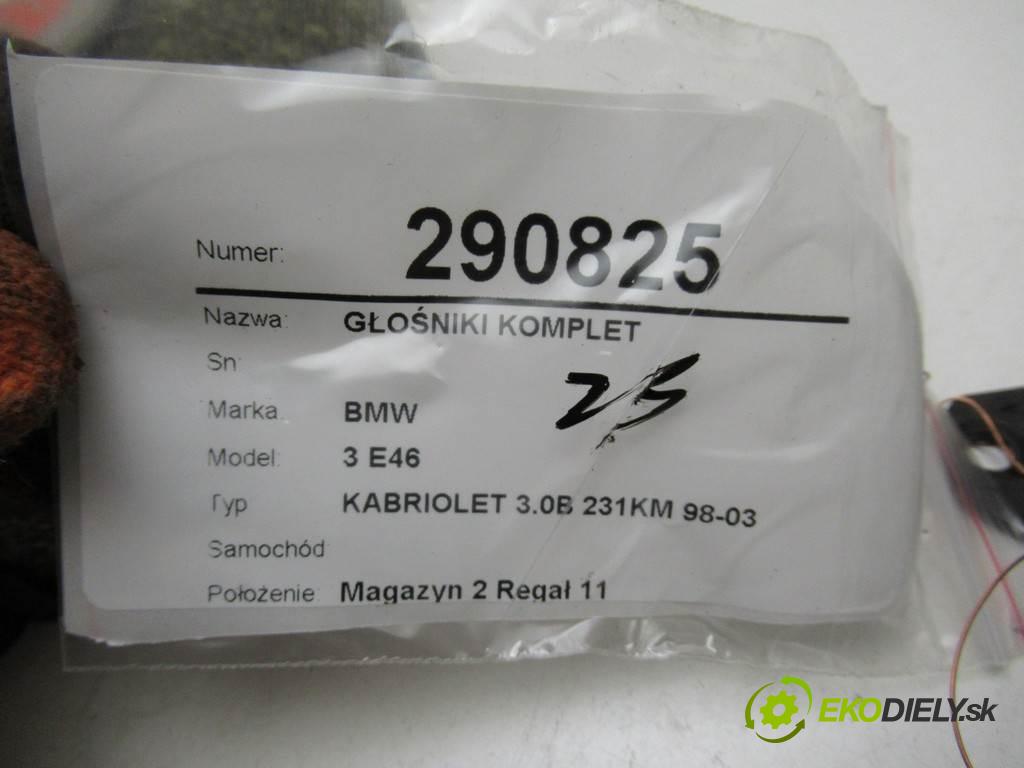 Numer: 290825
Nazwa: GŁOŚNIKI KOMPLET
Sn
25
Marka BMW
Model: 3 E46
Typ KABRIOLET 3.0B 231KM 98-03
Samochód
Położenie: Magazyn 2 Regał 11
EKODIELY.sk